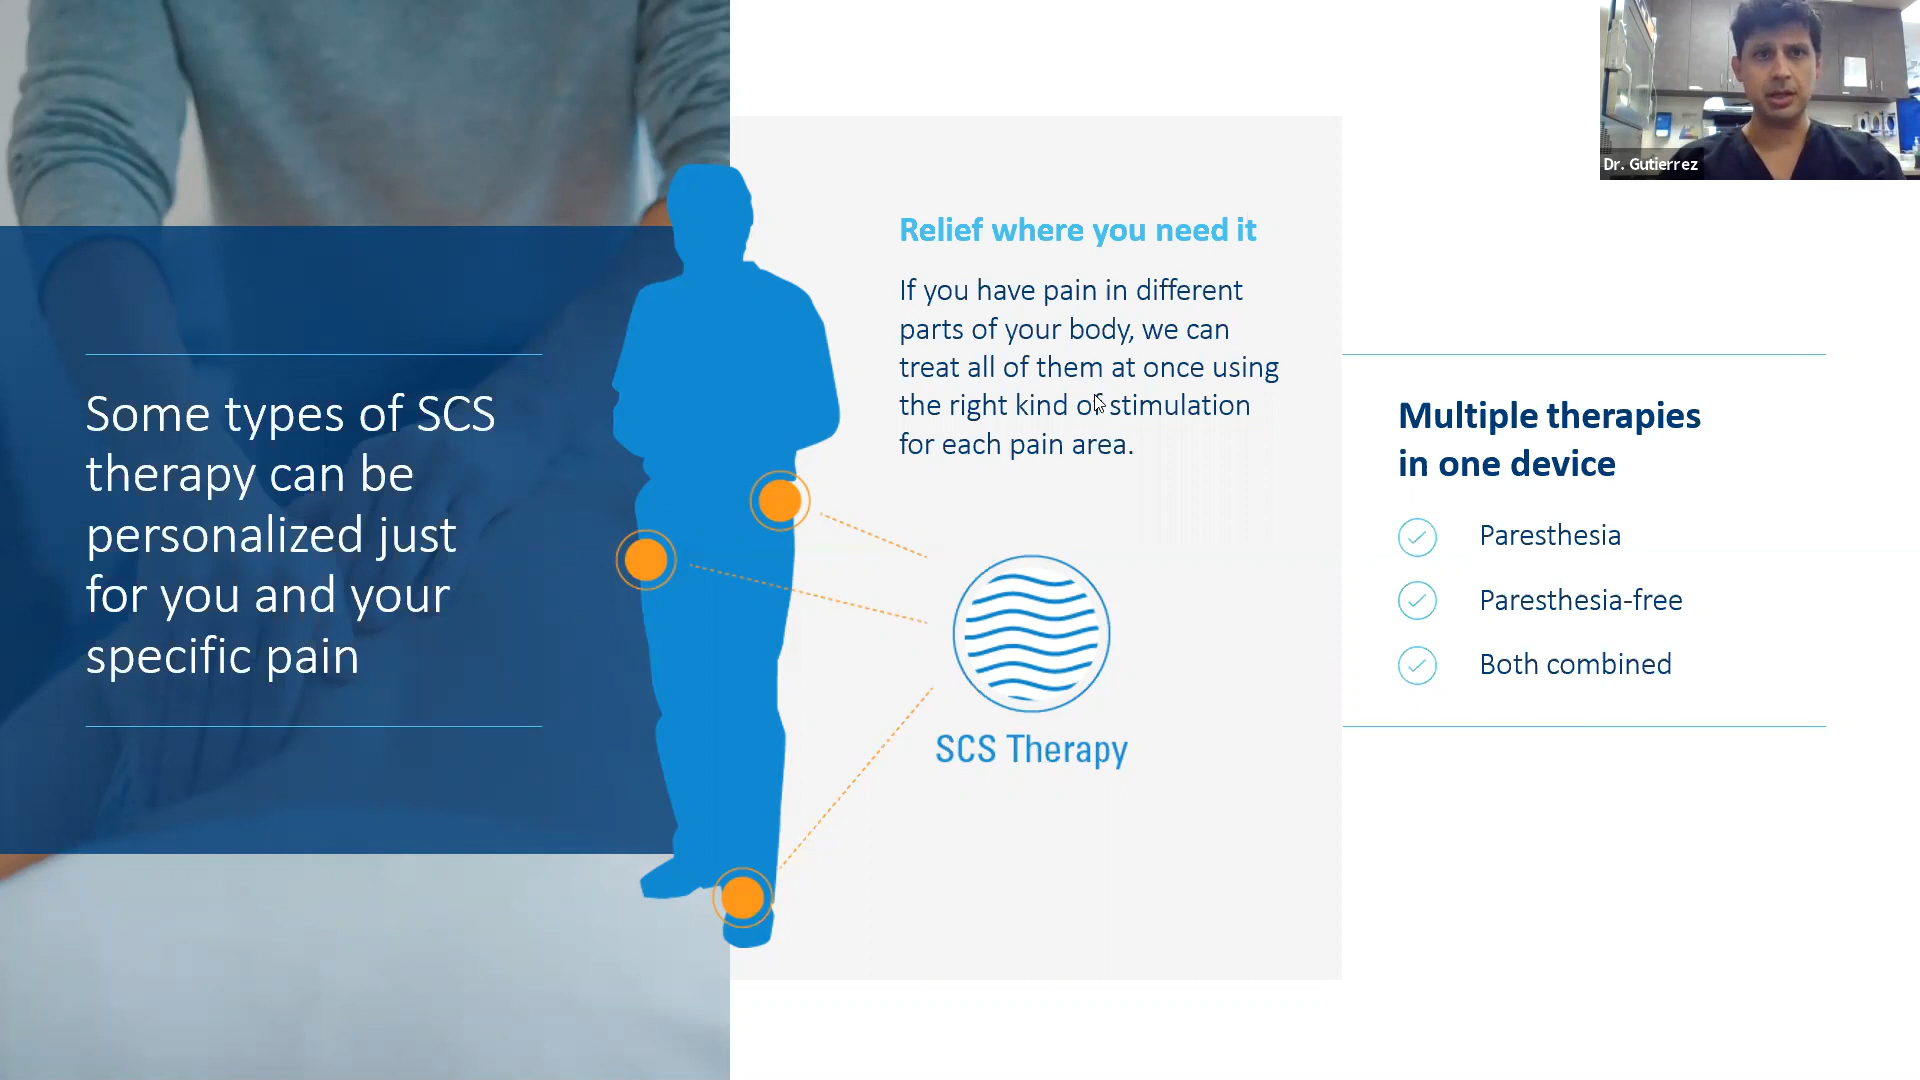 Dr. Gutierrez
Some types of SCS
therapy can be
personalized just
for you and your
specific pain
Relief where you need it
If you have pain in different
parts of your body, we can
treat all of them at once using
the right kind of stimulation
for each pain area.
SCS Therapy
Multiple therapies
in one device
Paresthesia
Paresthesia-free
Both combined